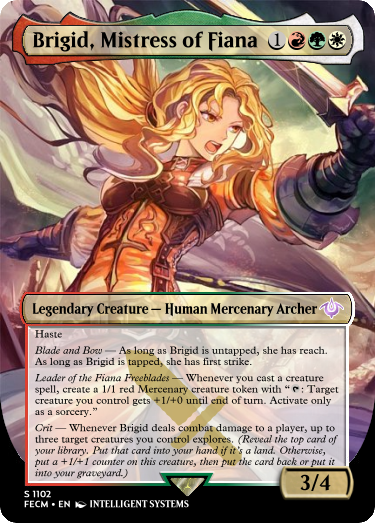 Brigid, Mistress of Fiana 1
Legendary Creature — Human Mercenary Archer
Haste
Blade and Bow — As long as Brigid is untapped, she has reach.
As long as Brigid is tapped, she has first strike.
Leader of the Fiana Freeblades — Whenever you cast a creature
spell, create a 1/1 red Mercenary creature token with “ : Target
creature you control gets +1/+0 until end of turn. Activate only
as a sorcery.”
Crit — Whenever Brigid deals combat damage to a player, up to
three target creatures you control explores. (Reveal the top card of
your library. Put that card into your hand if it's a land. Otherwise,
put a +1/+1 counter on this creature, then put the card back or put it
into your graveyard.)
3/4
S 1102
FECM • EN INTELLIGENT SYSTEMS